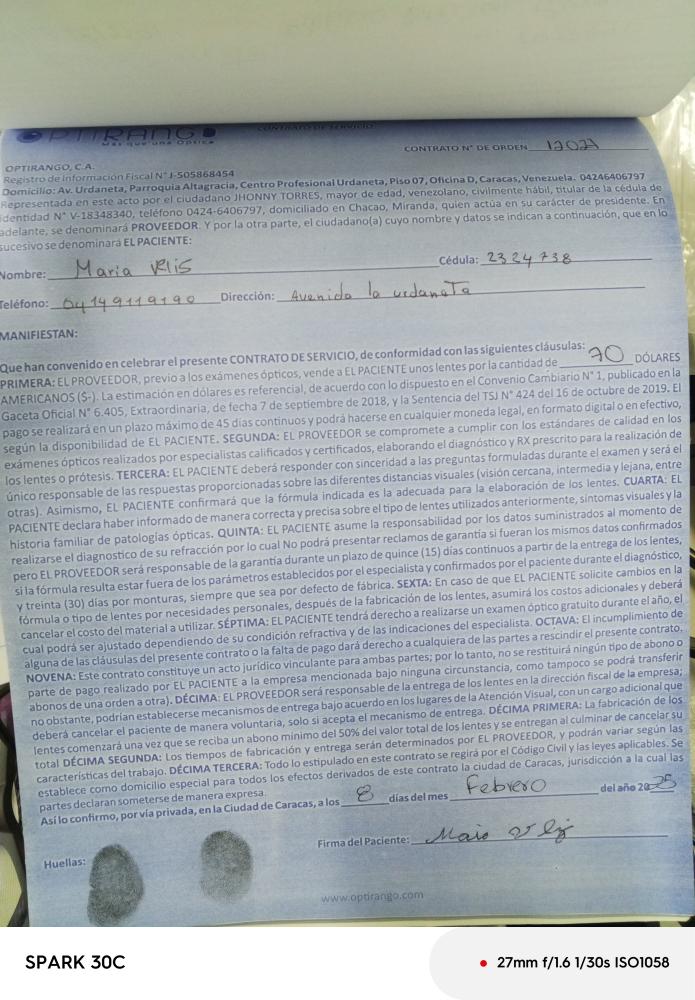 OPTIRANGO
Más que una Óptica
CONTRATO DE SERVICIO
CONTRATO N° DE ORDEN
OPTIRANGO, C.A.
Registro de Información Fiscal N° J-505868454
Domicilio: Av. Urdaneta, Parroquia Altagracia, Centro Profesional Urdaneta, Piso 07, Oficina D, Caracas, Venezuela. 04246406797
Representada en este acto por el ciudadano JHONNY TORRES, mayor de edad, venezolano, civilmente hábil, titular de la cédula de
identidad N° V-18348340, teléfono 0424-6406797, domiciliado en Chacao, Miranda, quien actúa en su carácter de presidente. En
adelante, se denominará PROVEEDOR. Y por la otra parte, el ciudadano(a) cuyo nombre y datos se indican a continuación, que en lo
sucesivo se denominará EL PACIENTE:
Nombre: Maria Velis Cédula: 2324738
Teléfono: 04149119190 Dirección: Avenida la urdaneta
MANIFIESTAN:
Que han convenido en celebrar el presente CONTRATO DE SERVICIO, de conformidad con las siguientes cláusulas:
PRIMERA: EL PROVEEDOR, previo a los exámenes ópticos, vende a EL PACIENTE unos lentes por la cantidad de 70 DÓLARES
AMERICANOS ($-). La estimación en dólares es referencial, de acuerdo con lo dispuesto en el Convenio Cambiario N° 1, publicado en la
Gaceta Oficial N° 6.405, Extraordinaria, de fecha 7 de septiembre de 2018, y la Sentencia del TSJ N° 424 del 16 de octubre de 2019. El
pago se realizará en un plazo máximo de 45 días continuos y podrá hacerse en cualquier moneda legal, en formato digital o en efectivo,
según la disponibilidad de EL PACIENTE. SEGUNDA: EL PROVEEDOR se compromete a cumplir con los estándares de calidad en los
exámenes ópticos realizados por especialistas calificados y certificados, elaborando el diagnóstico y RX prescrito para la realización de
los lentes o prótesis. TERCERA: EL PACIENTE deberá responder con sinceridad a las preguntas formuladas durante el examen y será el
único responsable de las respuestas proporcionadas sobre las diferentes distancias visuales (visión cercana, intermedia y lejana, entre
otras). Asimismo, EL PACIENTE confirmará que la fórmula indicada es la adecuada para la elaboración de los lentes. CUARTA: EL
PACIENTE declara haber informado de manera correcta y precisa sobre el tipo de lentes utilizados anteriormente, síntomas visuales y la
historia familiar de patologías ópticas. QUINTA: EL PACIENTE asume la responsabilidad por los datos suministrados al momento de
realizarse el diagnostico de su refracción por lo cual No podrá presentar reclamos de garantía si fueran los mismos datos confirmados
pero EL PROVEEDOR será responsable de la garantía durante un plazo de quince (15) días continuos a partir de la entrega de los lentes,
si la fórmula resulta estar fuera de los parámetros establecidos por el especialista y confirmados por el paciente durante el diagnóstico,
y treinta (30) días por monturas, siempre que sea por defecto de fábrica. SEXTA: En caso de que EL PACIENTE solicite cambios en la
fórmula o tipo de lentes por necesidades personales, después de la fabricación de los lentes, asumirá los costos adicionales y deberá
cancelar el costo del material a utilizar. SÉPTIMA: EL PACIENTE tendrá derecho a realizarse un examen óptico gratuito durante el año, el
cual podrá ser ajustado dependiendo de su condición refractiva y de las indicaciones del especialista. OCTAVA: El incumplimiento de
alguna de las cláusulas del presente contrato o la falta de pago dará derecho a cualquiera de las partes a rescindir el presente contrato.
NOVENA: Este contrato constituye un acto jurídico vinculante para ambas partes; por lo tanto, no se restituirá ningún tipo de abono o
parte de pago realizado por EL PACIENTE a la empresa mencionada bajo ninguna circunstancia, como tampoco se podrá transferir
abonos de una orden a otra). DÉCIMA: EL PROVEEDOR será responsable de la entrega de los lentes en la dirección fiscal de la empresa;
no obstante, podrían establecerse mecanismos de entrega bajo acuerdo en los lugares de la Atención Visual, con un cargo adicional que
deberá cancelar el paciente de manera voluntaria, solo si acepta el mecanismo de entrega. DÉCIMA PRIMERA: La fabricación de los
lentes comenzará una vez que se reciba un abono mínimo del 50% del valor total de los lentes y se entregan al culminar de cancelar su
total DÉCIMA SEGUNDA: Los tiempos de fabricación y entrega serán determinados por EL PROVEEDOR, y podrán variar según las
características del trabajo. DÉCIMA TERCERA: Todo lo estipulado en este contrato se regirá por el Código Civil y las leyes aplicables. Se
establece como domicilio especial para todos los efectos derivados de este contrato la ciudad de Caracas, jurisdicción a la cual las
partes declaran someterse de manera expresa.
Así lo confirmo, por vía privada, en la Ciudad de Caracas, a los 8 días del mes Febrero del año 2025
Firma del Paciente:
Huellas:
www.optirango.com
SPARK 30C
27mm f/1.6 1/30s ISO1058